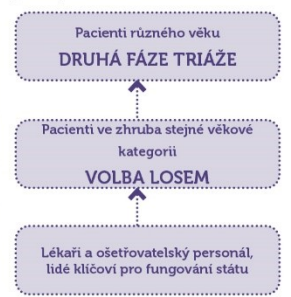 Pacienti různého věku
DRUHÁ FÁZE TRIÁŽE
Pacienti ve zhruba stejné věkové
kategorii
VOLBA LOSEM
Lékaři a ošetřovatelský personál,
lidé klíčoví pro fungování státu